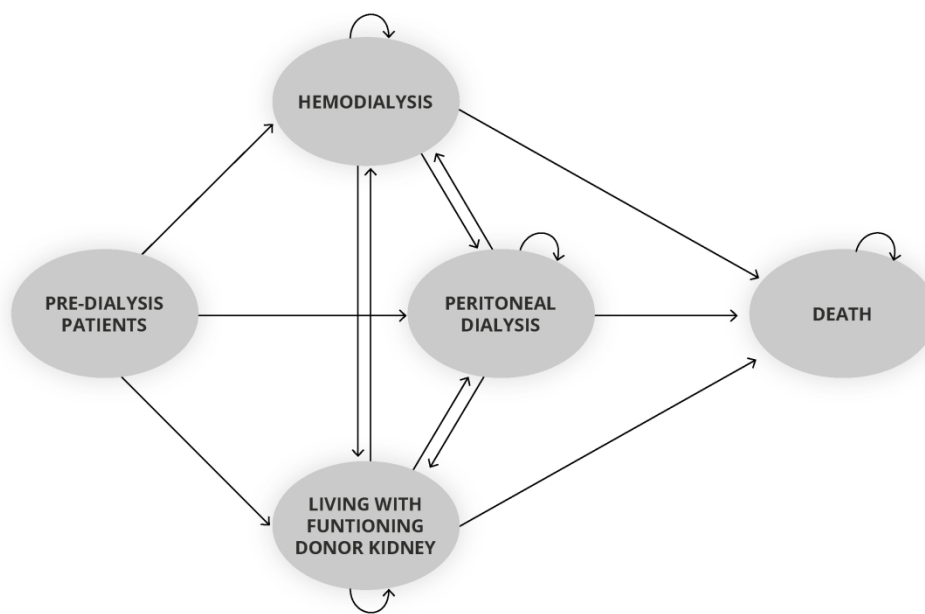 HEMODIALYSIS
PRE-DIALYSIS
PATIENTS
PERITONEAL
DIALYSIS
DEATH
LIVING WITH
FUNTIONING
DONOR KIDNEY